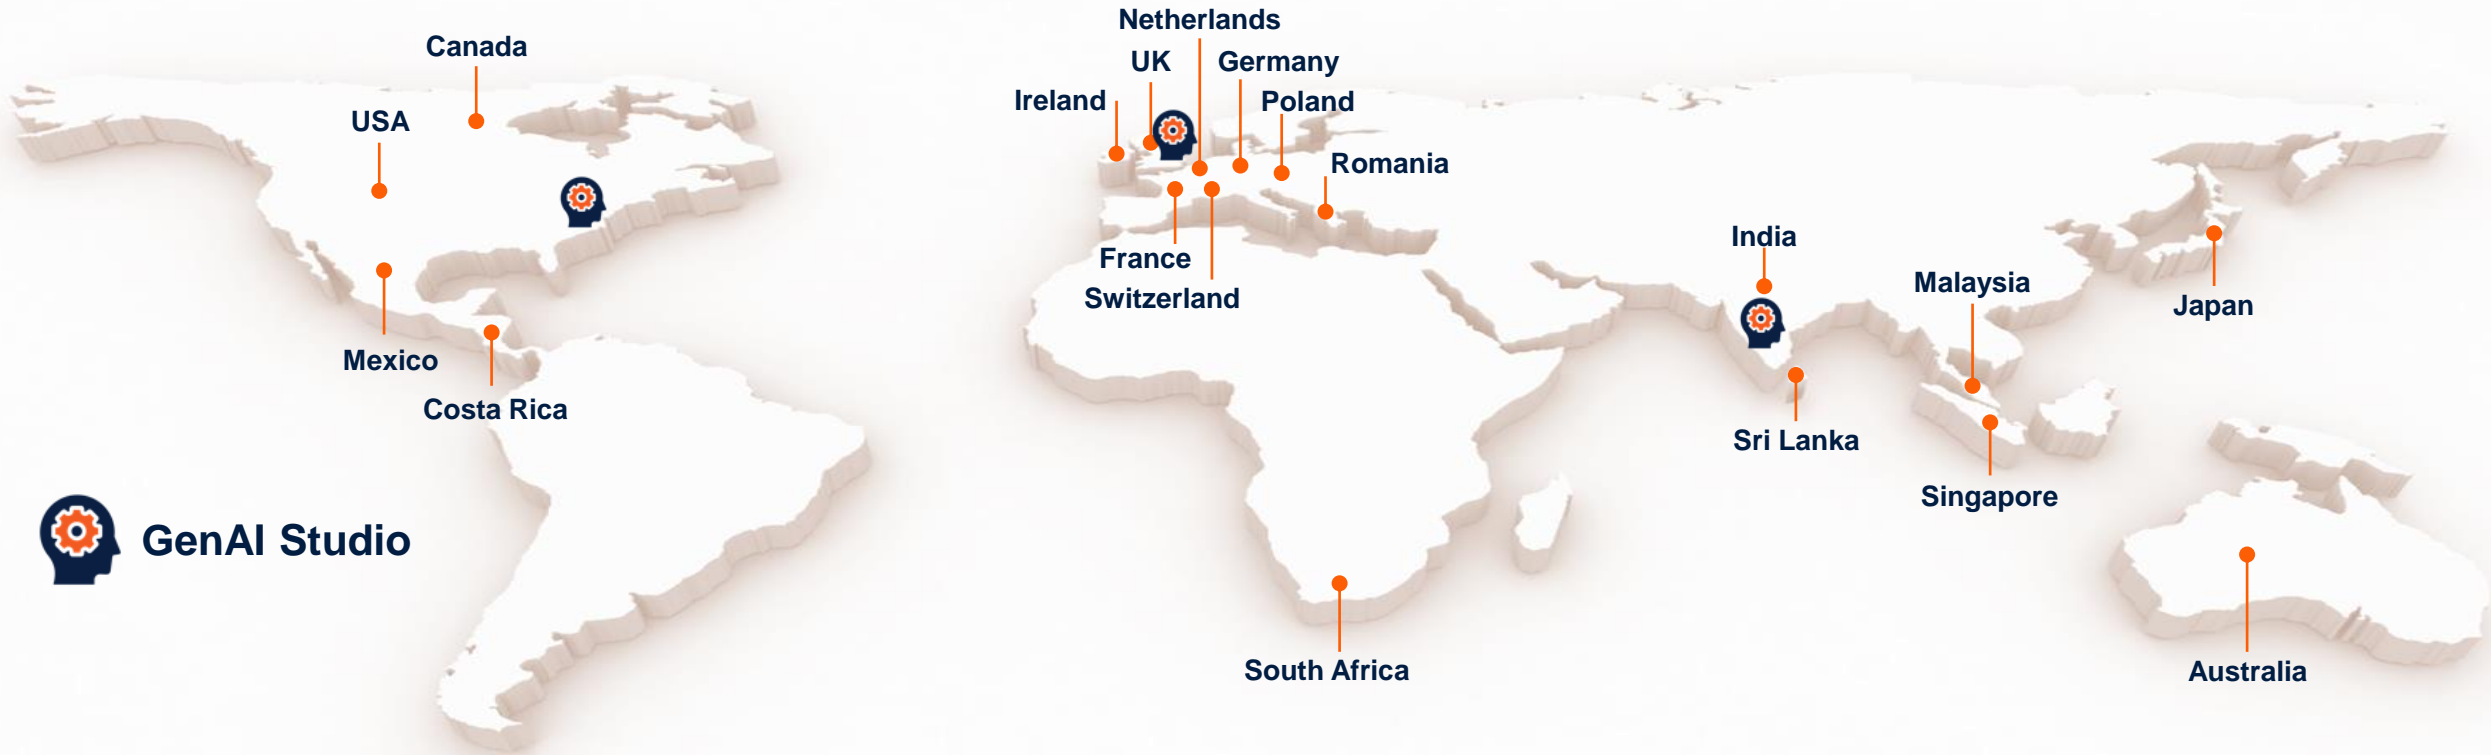 Netherlands
Canada
UK
Germany
Ireland
Poland
USA
Romania
India
France
Malaysia
Switzerland
Japan
Mexico
Costa Rica
Sri Lanka
Singapore
GenAI Studio
South Africa
Australia